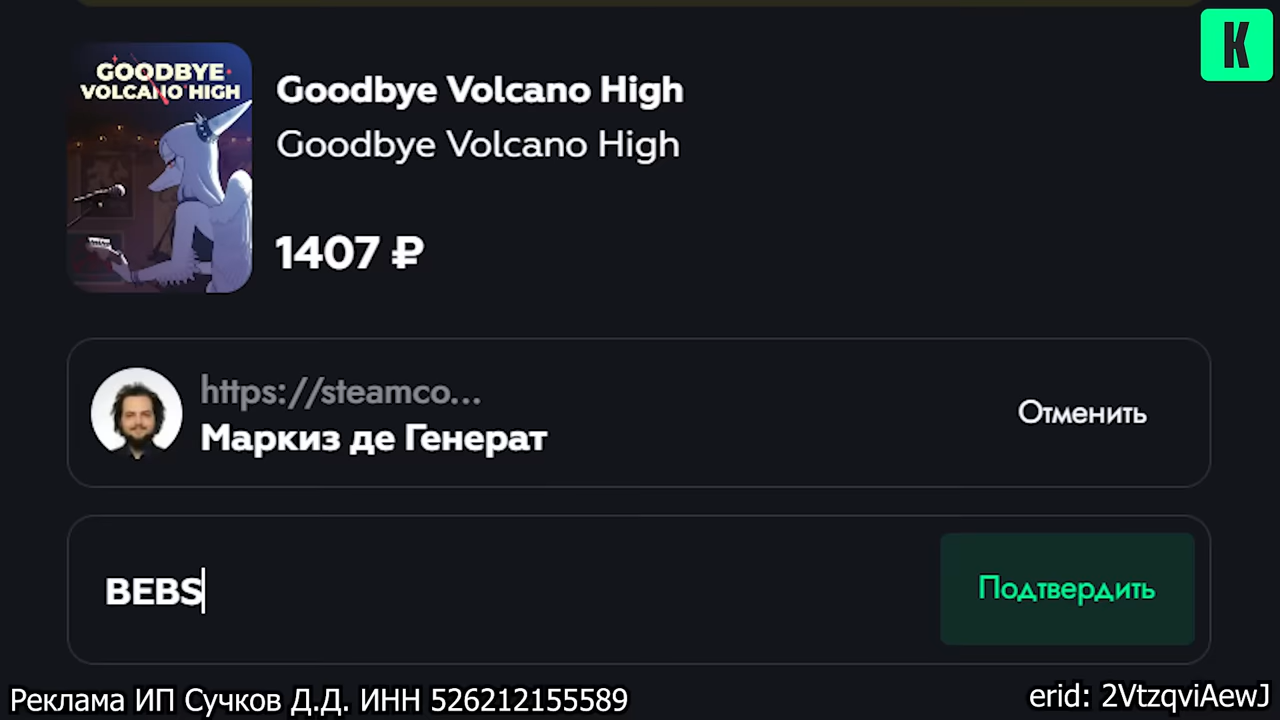 K
GOODBYE
VOLCANO HIGH
Goodbye Volcano High
Goodbye Volcano High
1407 ₽
https://steamco...
Маркиз де Генерат
Отменить
BEBS
Подтвердить
Реклама ИП Сучков Д.Д. ИНН 526212155589
erid: 2VtzqviAewJ